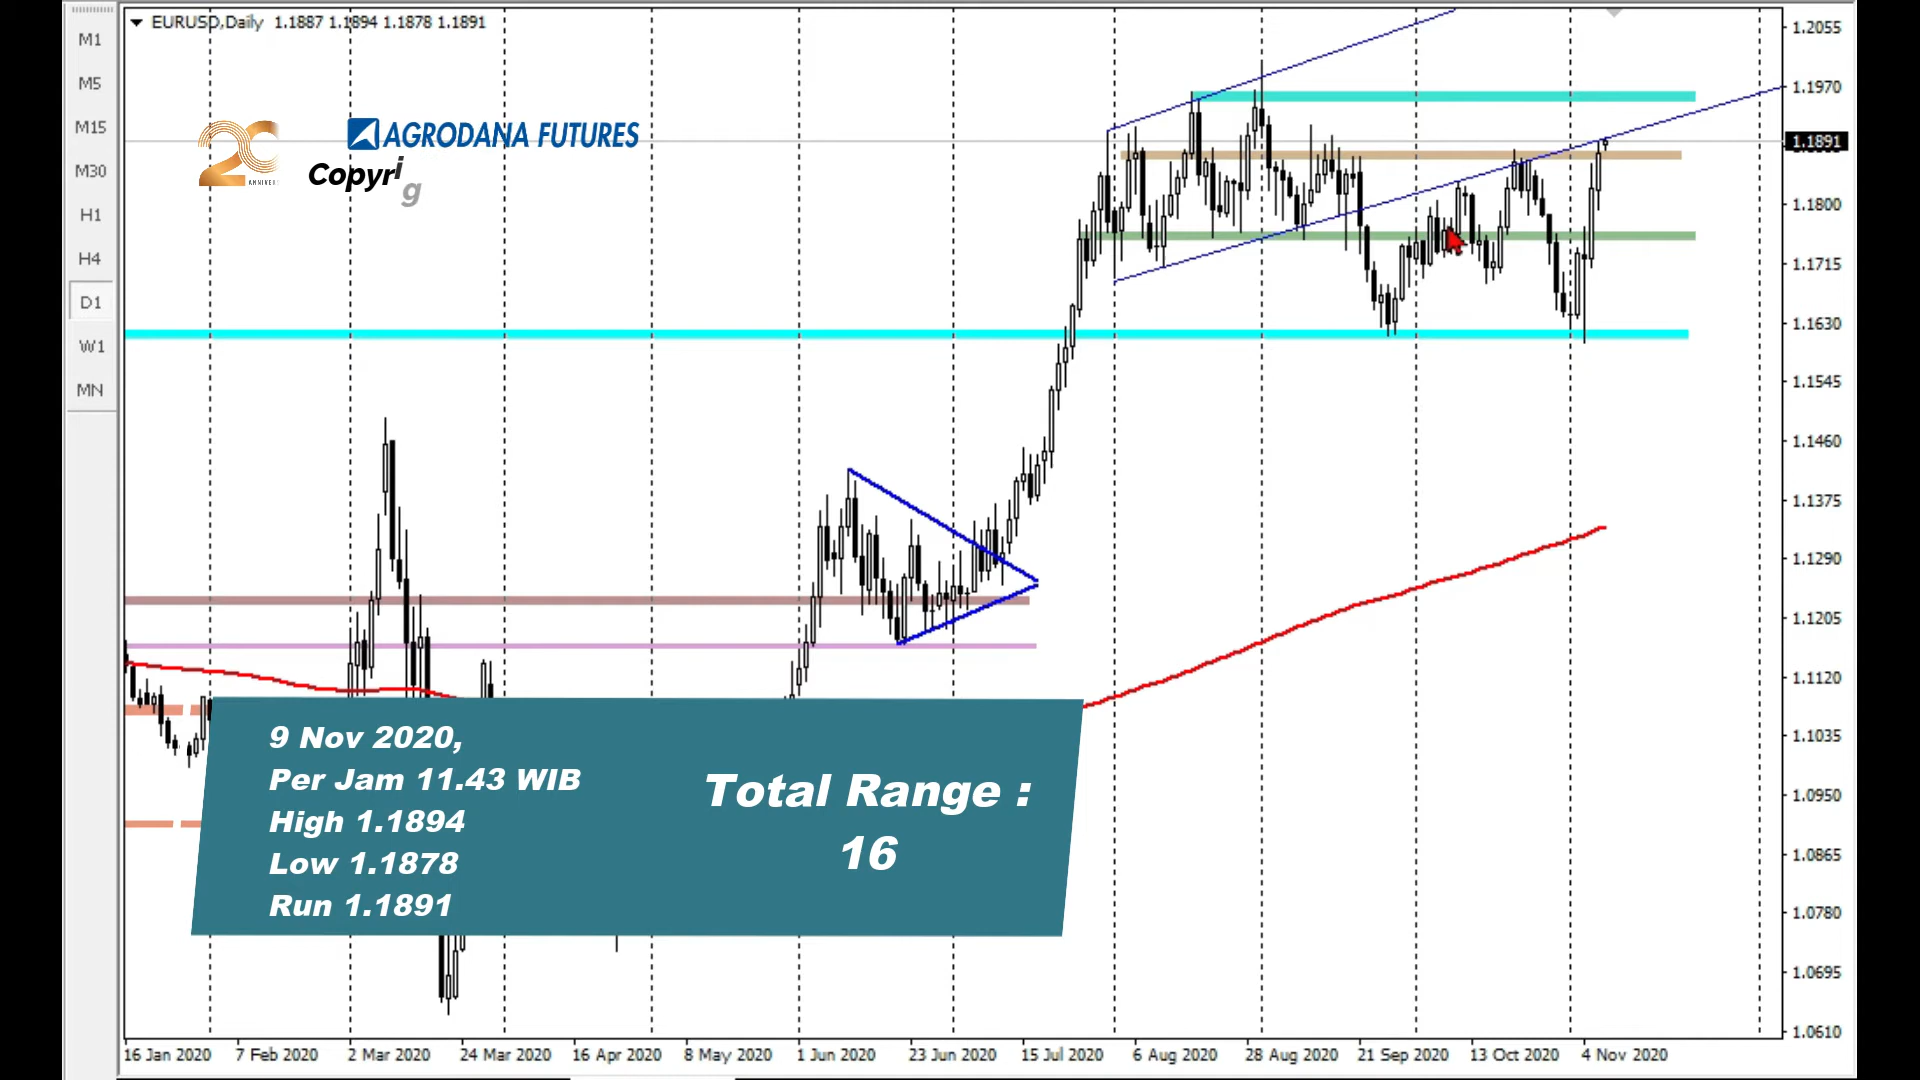 EURUSD,Daily 1.1887 1.1894 1.1878 1.1891
M1
M5
M15
M30
H1
H4
D1
W1
MN
AGRODANA FUTURES
Copyrig
9 Nov 2020,
Per Jam 11.43 WIB
High 1.1894
Low 1.1878
Run 1.1891
Total Range :
16
1.2055
1.1970
1.1891
1.1800
1.1715
1.1630
1.1545
1.1460
1.1375
1.1290
1.1205
1.1120
1.1035
1.0950
1.0865
1.0780
1.0695
1.0610
16 Jan 2020 7 Feb 2020 2 Mar 2020 24 Mar 2020 16 Apr 2020 8 May 2020 1 Jun 2020 23 Jun 2020 15 Jul 2020 6 Aug 2020 28 Aug 2020 21 Sep 2020 13 Oct 2020 4 Nov 2020